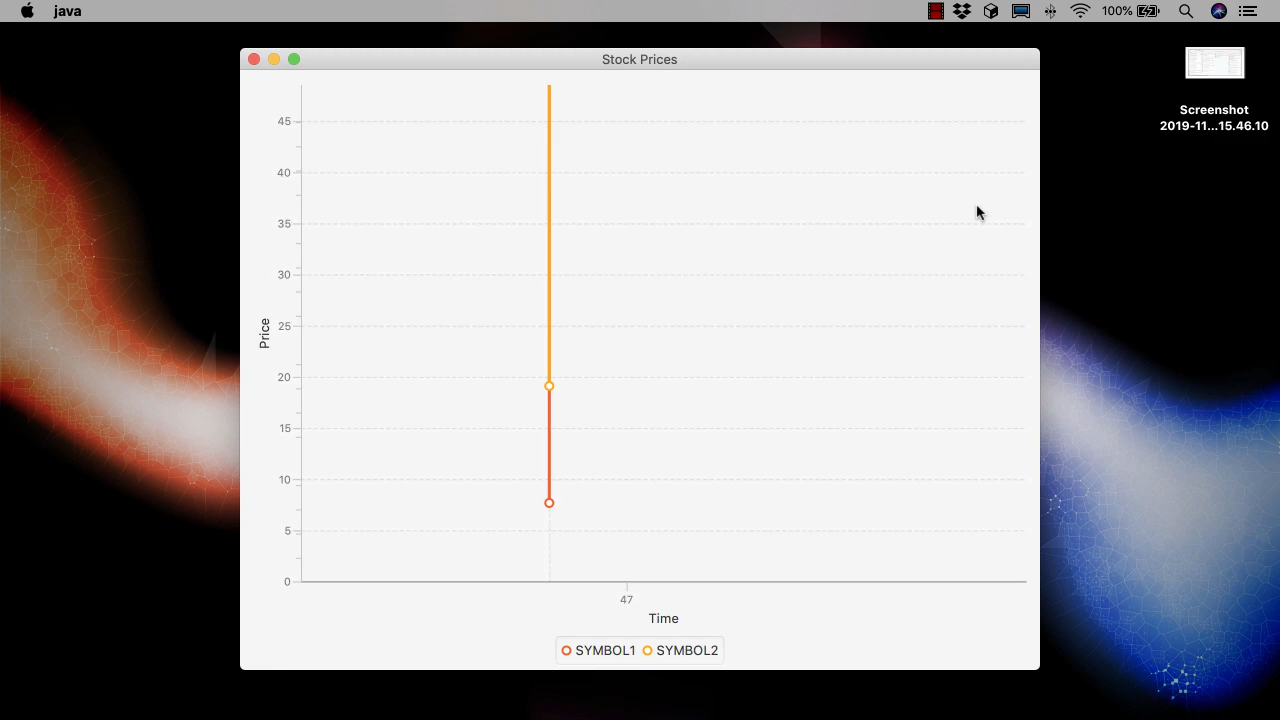 java
100%
Stock Prices
Screenshot
2019-11...15.46.10
45
40
35
30
25
20
15
10
5
0
Price
47
Time
SYMBOL1 SYMBOL2